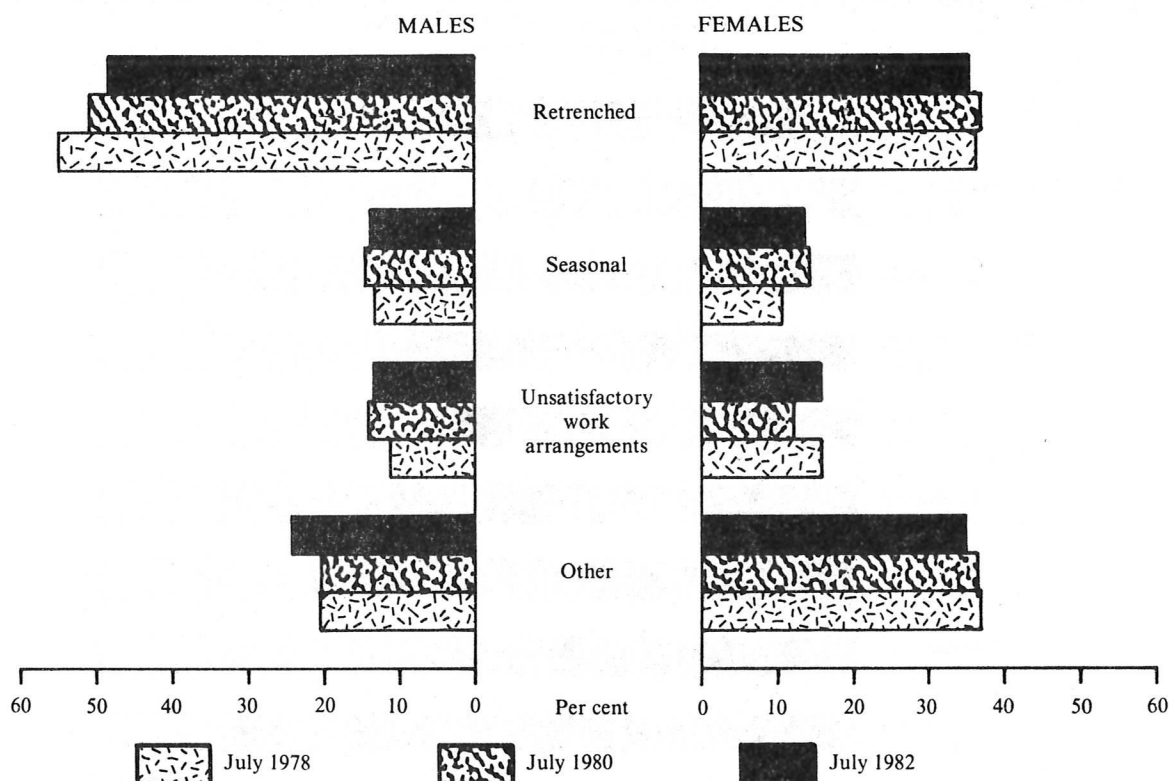 MALES FEMALES
Retrenched
Seasonal
Unsatisfactory
work
arrangements
Other
60 50 40 30 20 10 0 Per cent 0 10 20 30 40 50 60
July 1978 July 1980 July 1982